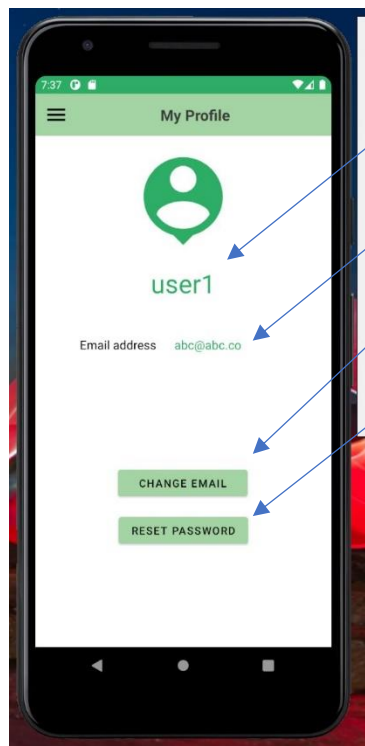 7:37
My Profile
user1
Email address abc@abc.co
CHANGE EMAIL
RESET PASSWORD